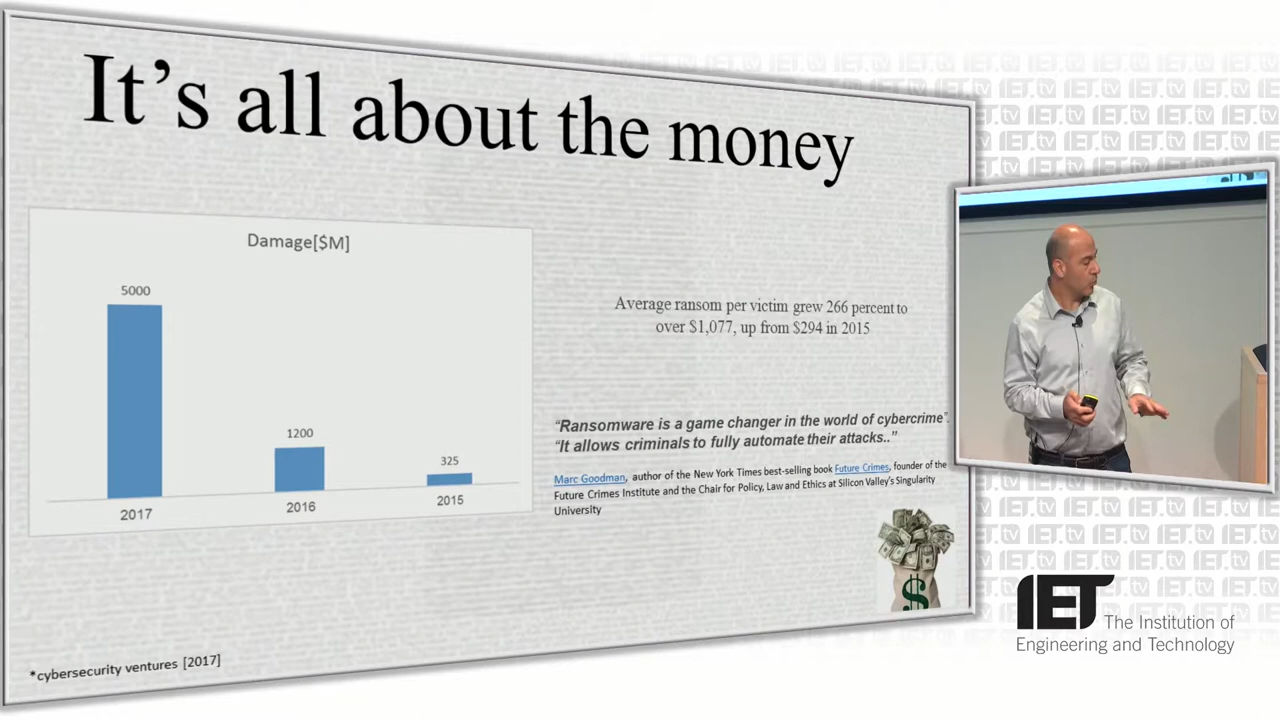 It's all about the money
Damage[$M]
5000
1200
325
2017
2016
2015
Average ransom per victim grew 266 percent to
over $1,077, up from $294 in 2015
“Ransomware is a game changer in the world of cybercrime”.
“It allows criminals to fully automate their attacks..”
Marc Goodman, author of the New York Times best-selling book Future Crimes, founder of the
Future Crimes Institute and the Chair for Policy, Law and Ethics at Silicon Valley's Singularity
University
$
*cybersecurity ventures [2017]
IET.tv
IET The Institution of
Engineering and Technology